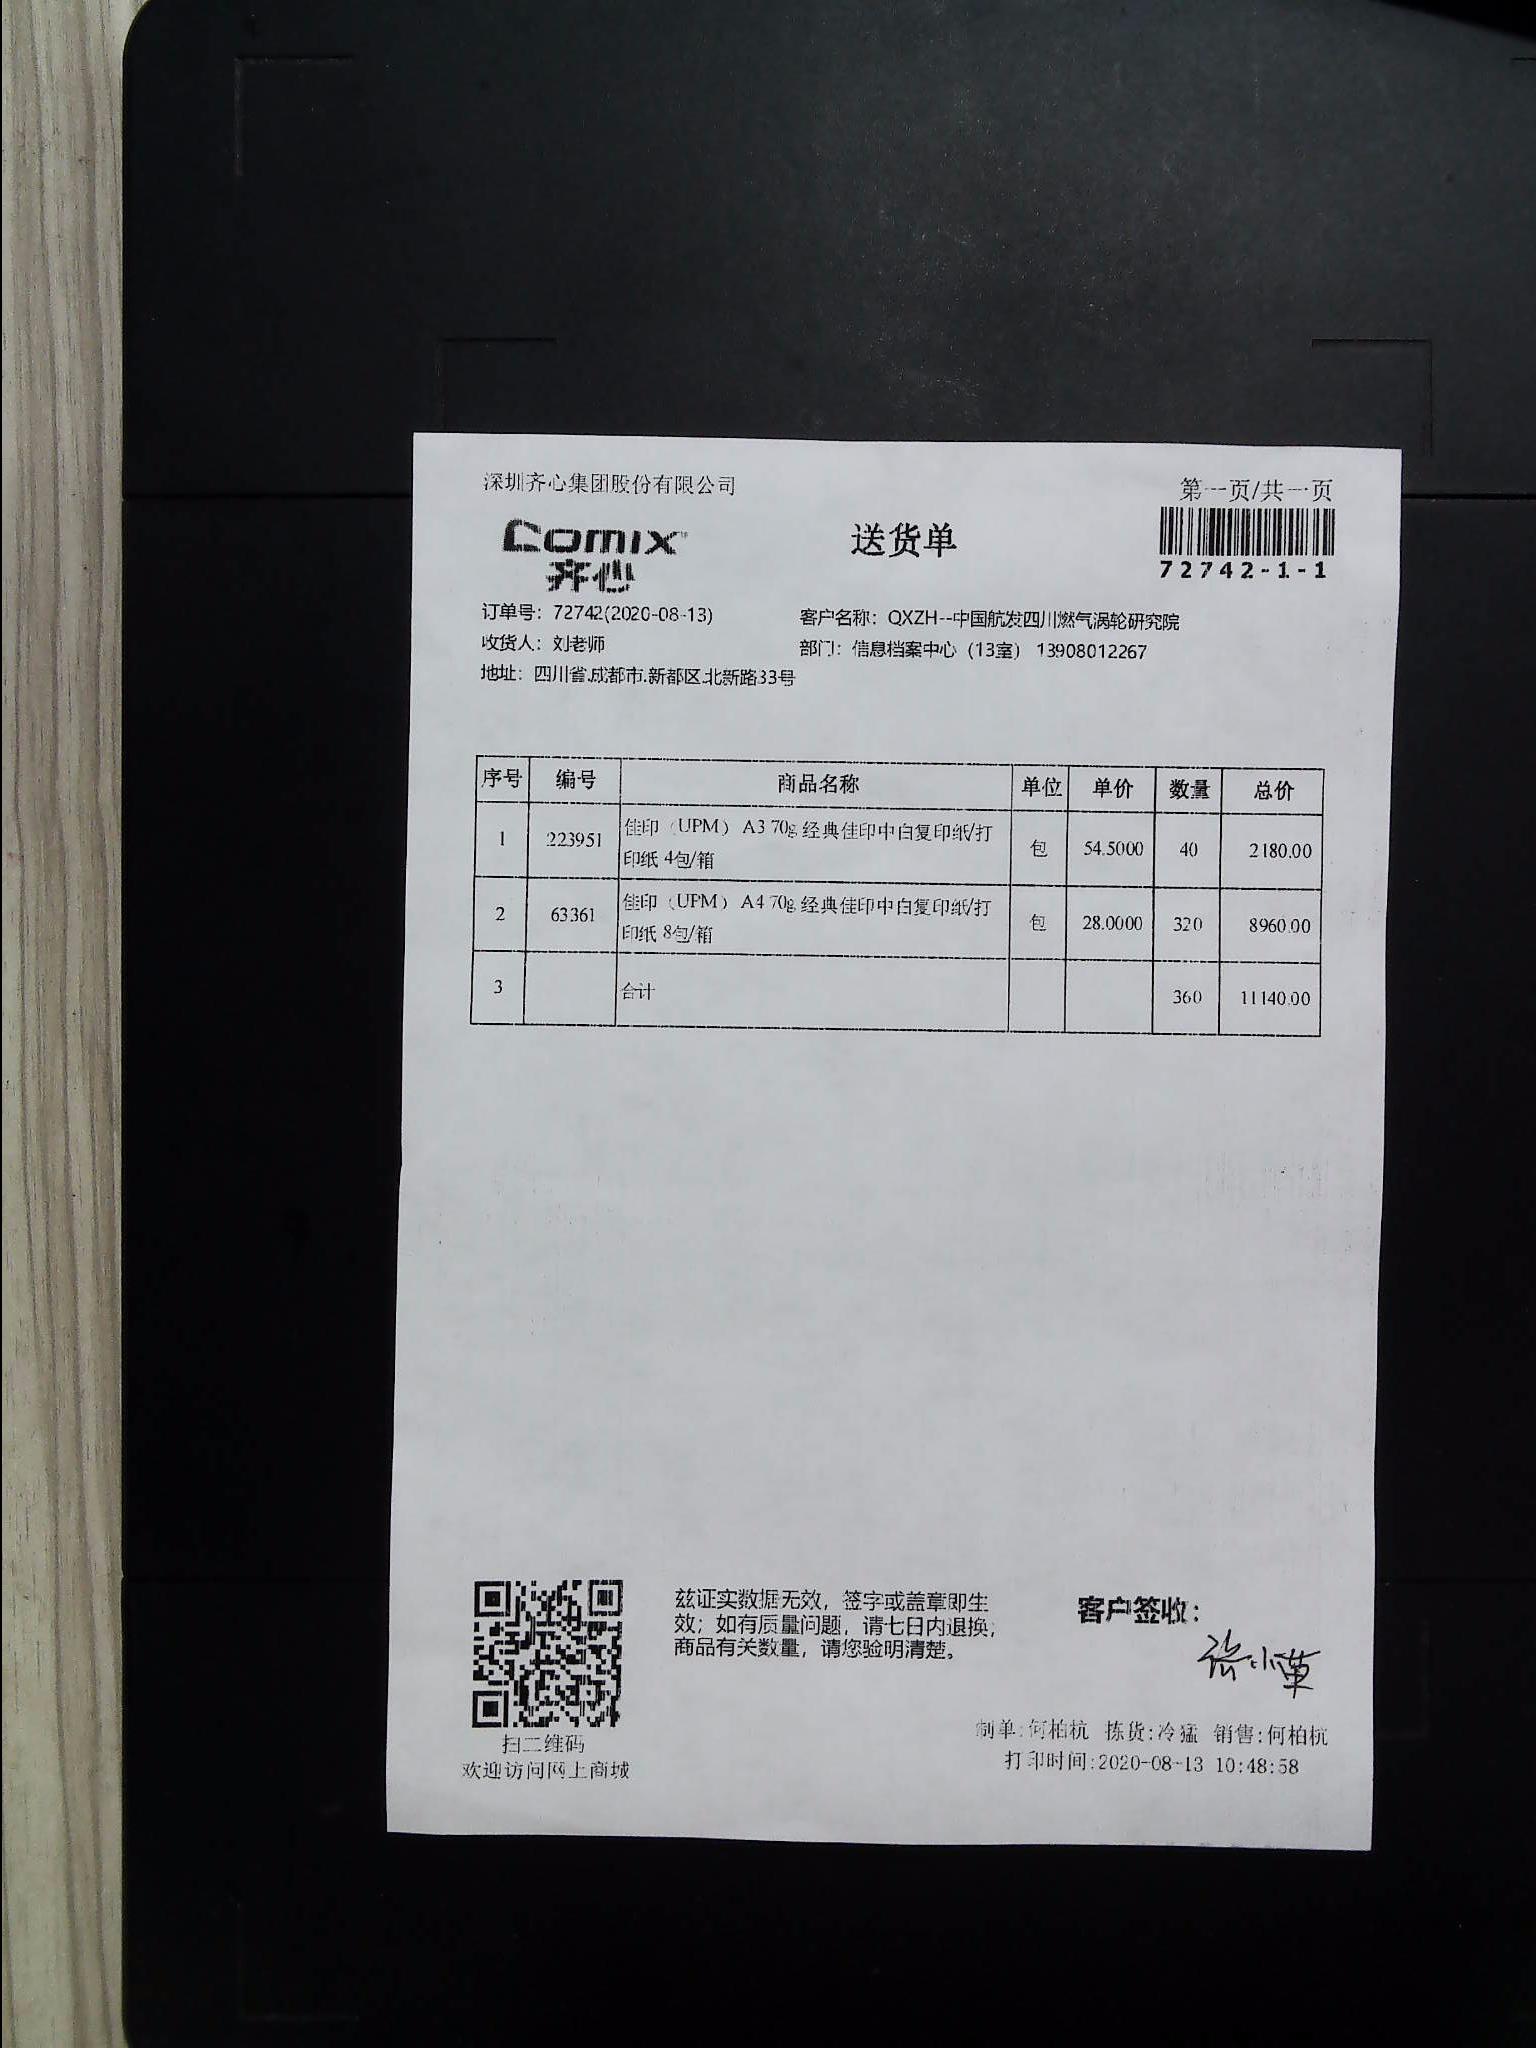 深圳齐心集团股份有限公司
第一页/共一页
Comix
齐心
送货单
72742-1-1
订单号：72742(2020-08-13)
客户名称：QXZH--中国航发四川燃气涡轮研究院
收货人：刘老师
部门：信息档案中心（13室） 13908012267
地址：四川省.成都市.新都区.北新路33号
序号 编号 商品名称 单位 单价 数量 总价
1 223951 佳印（UPM） A3 70g 经典佳印中白复印纸/打
印纸 4包/箱 包 54.5000 40 2180.00
2 63361 佳印（UPM） A4 70g 经典佳印中白复印纸/打
印纸 8包/箱 包 28.0000 320 8960.00
3 合计 360 11140.00
兹证实数据无效，签字或盖章即生
效；如有质量问题，请七日内退换；
商品有关数量，请您验明清楚。
客户签收：
扫二维码
欢迎访问网上商城
制单:何柏杭 拣货:冷猛 销售:何柏杭
打印时间:2020-08-13 10:48:58